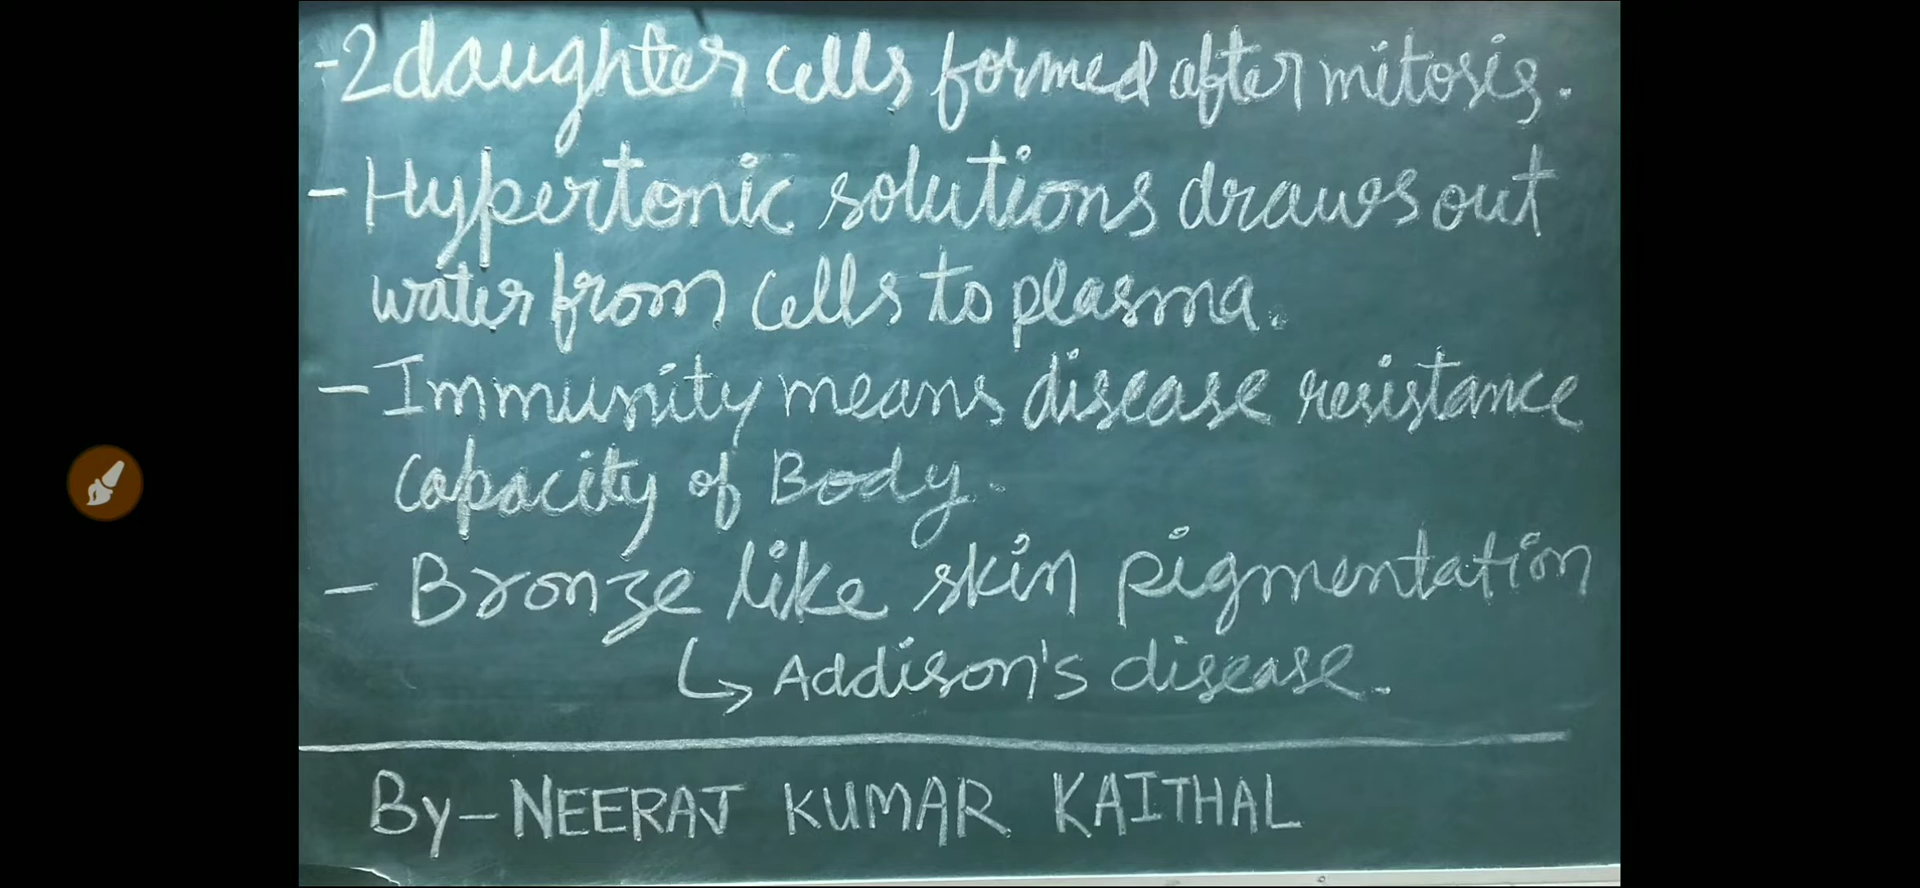 - 2 daughter cells formed after mitosis.
- Hypertonic solutions draws out
water from cells to plasma.
- Immunity means disease resistance
capacity of Body.
- Bronze like skin pigmentation
↳ Addison's disease.
By - NEERAJ KUMAR KAITHAL